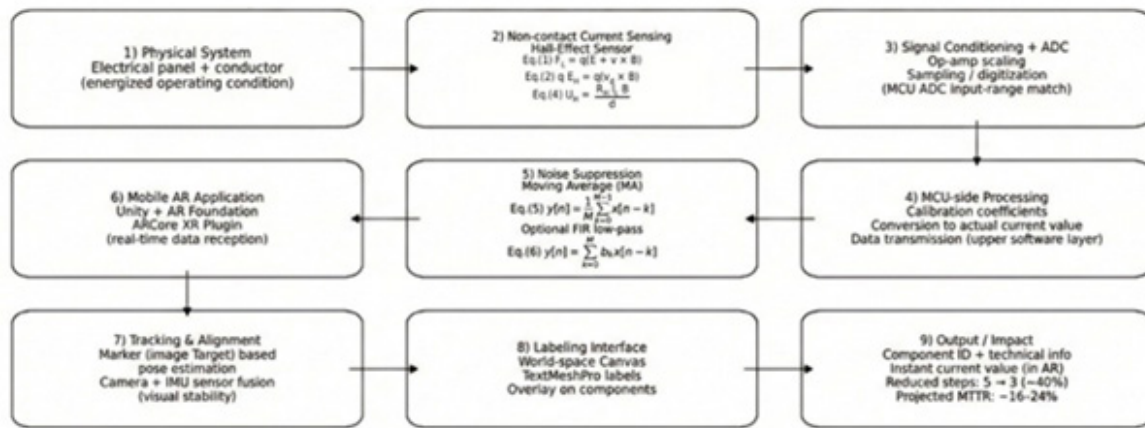 1) Physical System
Electrical panel + conductor
(energized operating condition)
2) Non-contact Current Sensing
Hall-Effect Sensor
Eq.(1) F_L = q(E + v × B)
Eq.(2) q E_H = q(v_d × B)
Eq.(4) U_H = R_H I B / d
3) Signal Conditioning + ADC
Op-amp scaling
Sampling / digitization
(MCU ADC input-range match)
4) MCU-side Processing
Calibration coefficients
Conversion to actual current value
Data transmission (upper software layer)
5) Noise Suppression
Moving Average (MA)
Eq.(5) y[n] = 1/M ∑_{k=0}^{M-1} x[n − k]
Optional FIR low-pass
Eq.(6) y[n] = ∑_{k=0}^{M} b_k x[n − k]
6) Mobile AR Application
Unity + AR Foundation
ARCore XR Plugin
(real-time data reception)
7) Tracking & Alignment
Marker (image Target) based
pose estimation
Camera + IMU sensor fusion
(visual stability)
8) Labeling Interface
World-space Canvas
TextMeshPro labels
Overlay on components
9) Output / Impact
Component ID + technical info
Instant current value (in AR)
Reduced steps: 5 → 3 (~40%)
Projected MTTR: ~16–24%